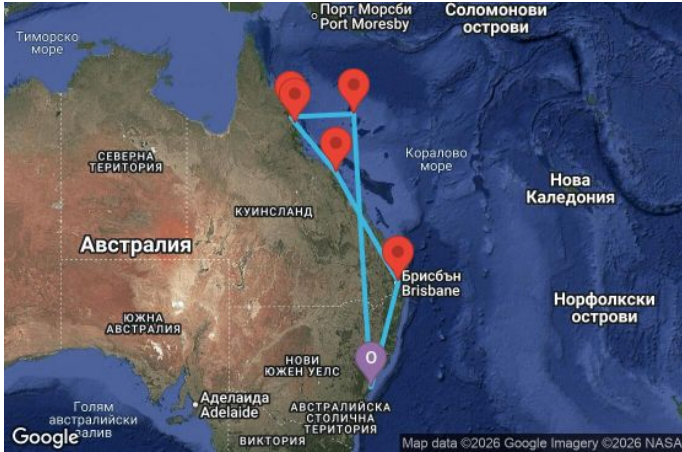 Порт Морсби
Port Moresby
Соломонови
острови
Тиморско
море
СЕВЕРНА
ТЕРИТОРИЯ
Коралово
море
Нова
Каледония
КУИНСЛАНД
Австралия
Брисбън
Brisbane
Норфолкски
острови
ЮЖНА
АВСТРАЛИЯ
НОВИ
ЮЖЕН УЕЛС
O
Аделаида
Adelaide
АВСТРАЛИЙСКА
СТОЛИЧНА
ТЕРИТОРИЯ
Голям
австралийски
залив
ВИКТОРИЯ
Google
Map data ©2026 Google Imagery ©2026 NASA